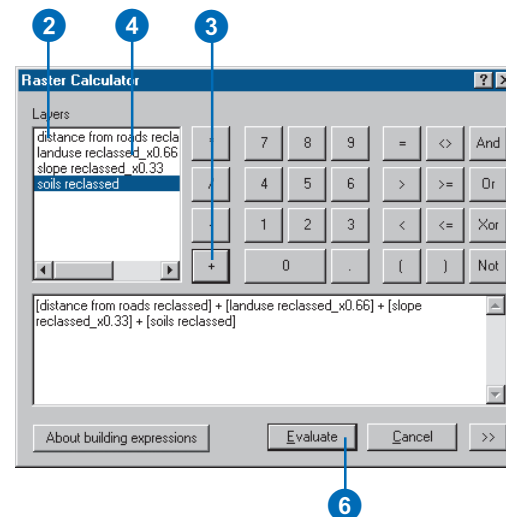 2 4 3
Raster Calculator ? X
Layers
distance from roads recla
landuse reclassed_x0.66
slope reclassed_x0.33
soils reclassed
* 7 8 9 = <> And
/ 4 5 6 > >= Or
- 1 2 3 < <= Xor
+ 0 . ( ) Not
[distance from roads reclassed] + [landuse reclassed_x0.66] + [slope
reclassed_x0.33] + [soils reclassed]
About building expressions Evaluate Cancel >>
6